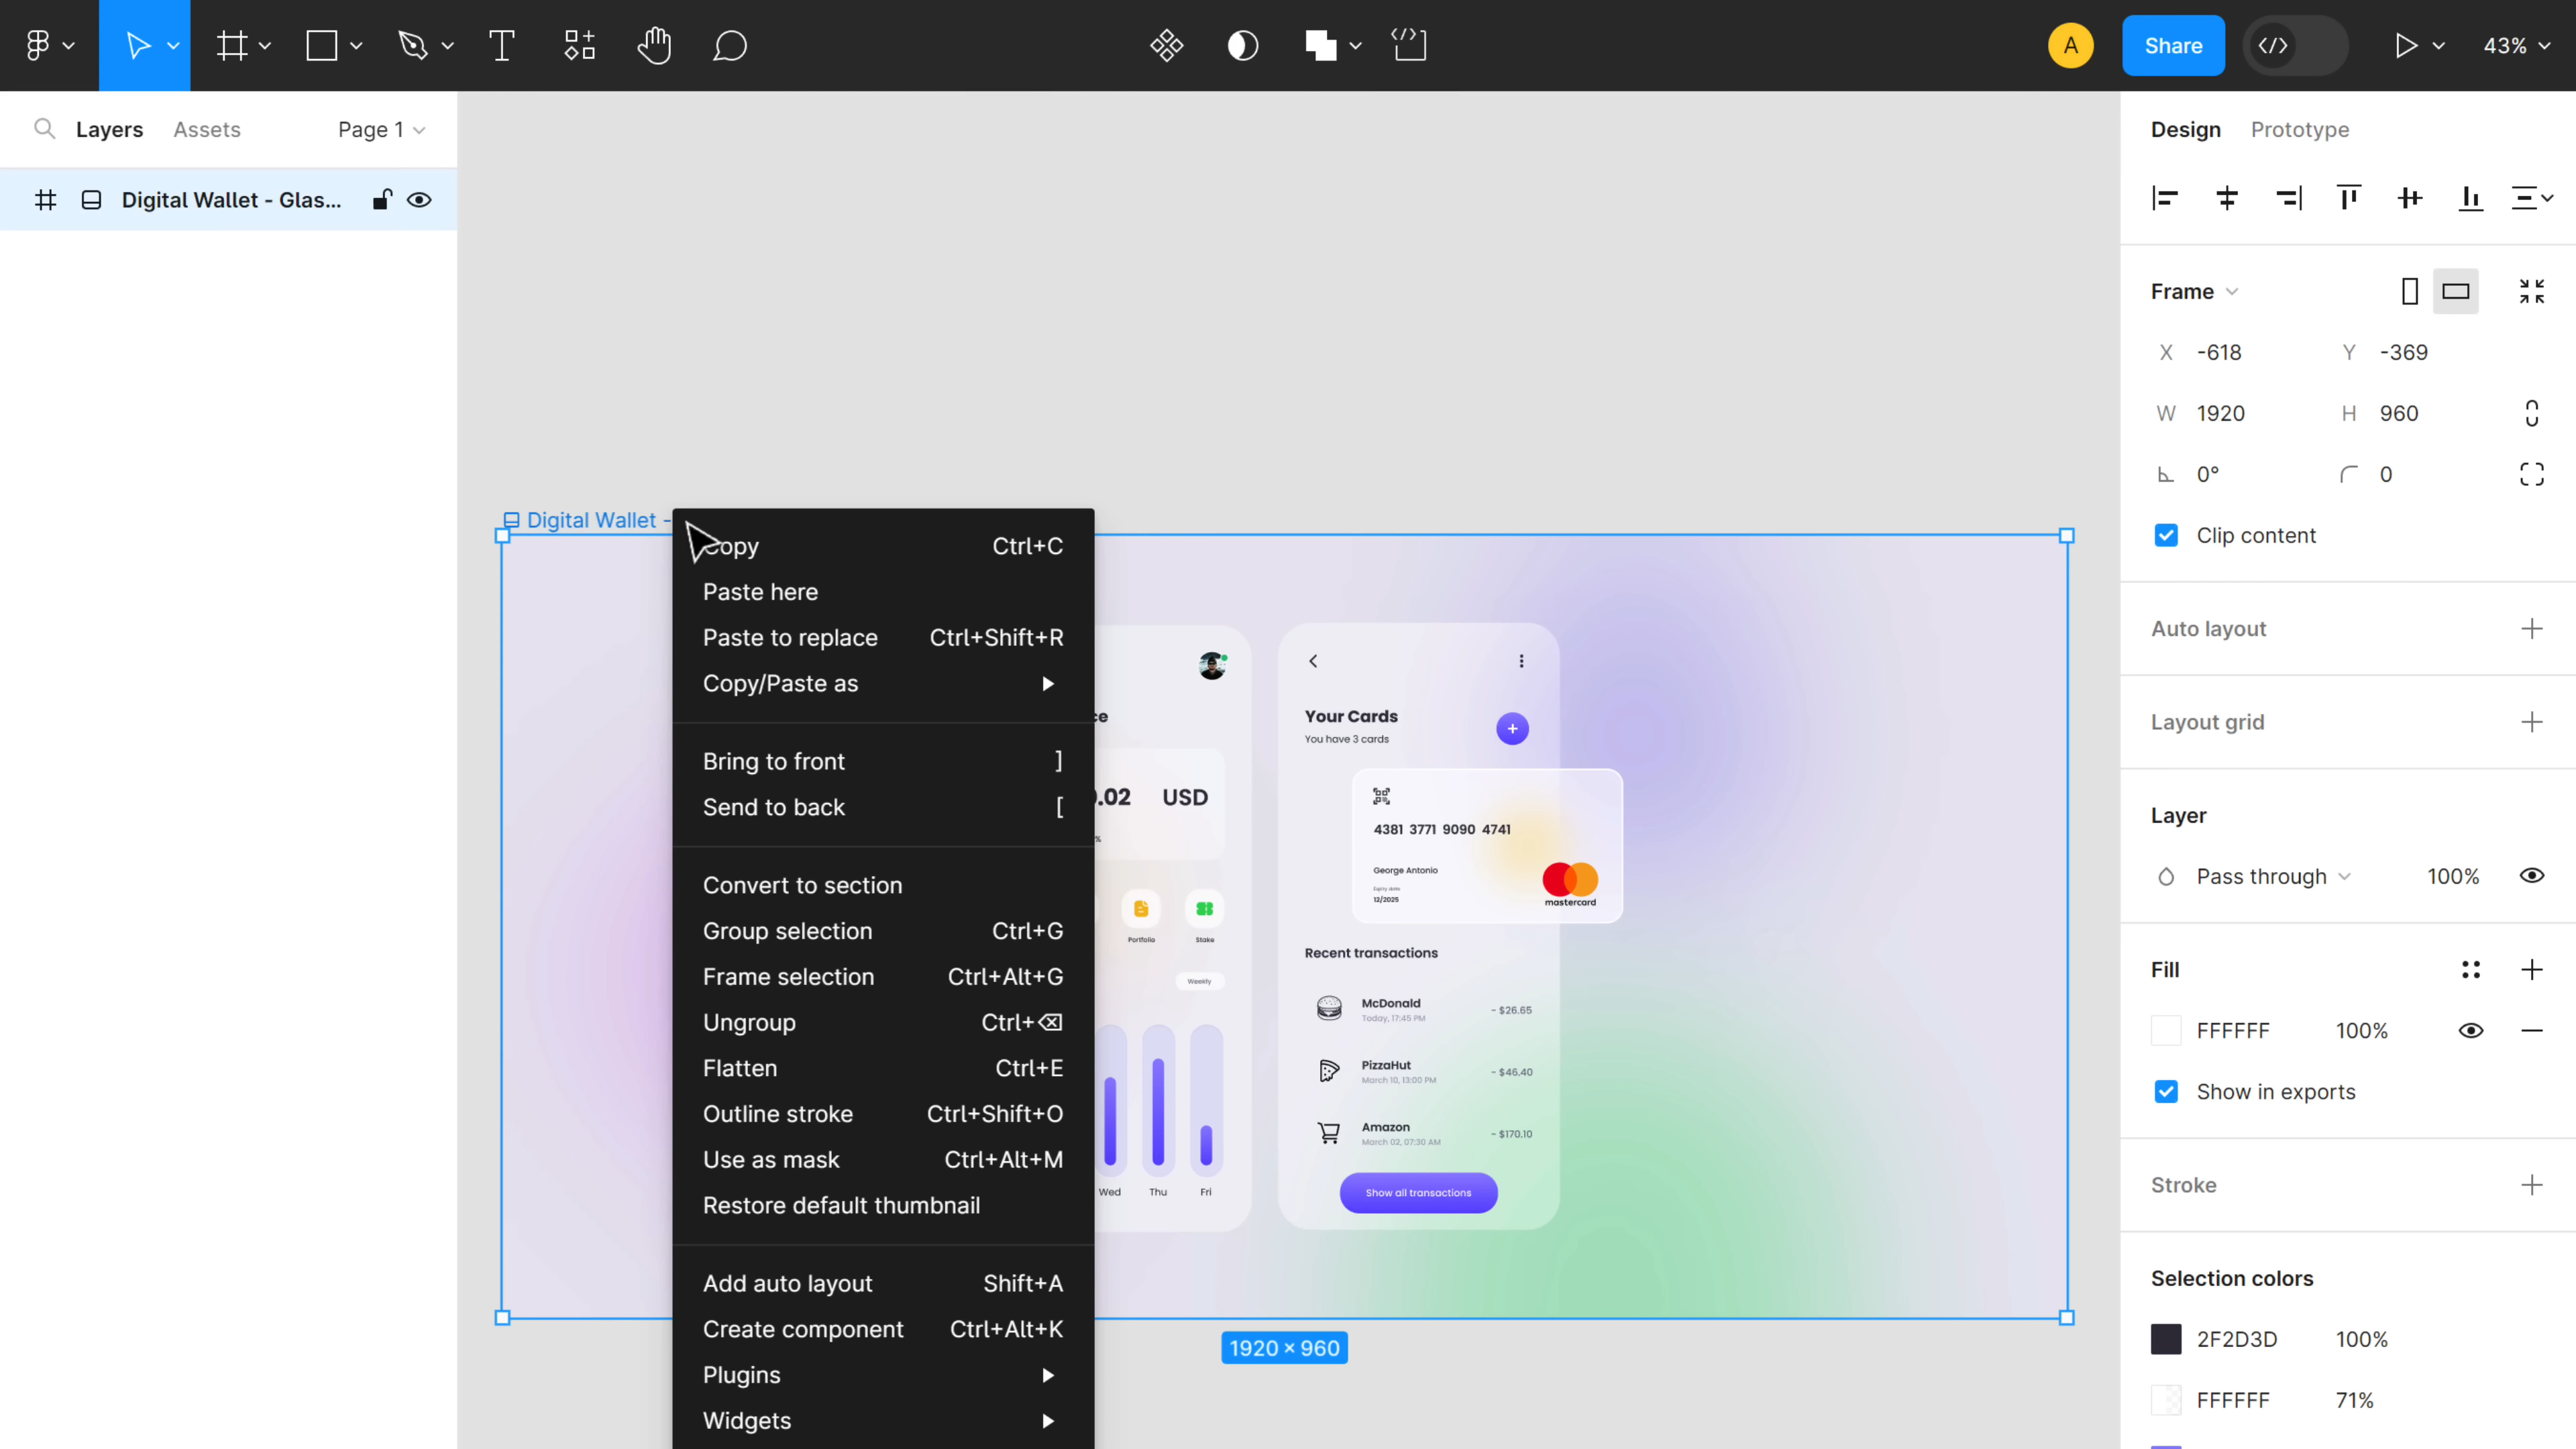 A
Share
43%
Layers
Assets
Page 1
Digital Wallet - Glas...
Digital Wallet -
Copy Ctrl+C
Paste here
Paste to replace Ctrl+Shift+R
Copy/Paste as
Bring to front ]
Send to back [
Convert to section
Group selection Ctrl+G
Frame selection Ctrl+Alt+G
Ungroup Ctrl+⌫
Flatten Ctrl+E
Outline stroke Ctrl+Shift+O
Use as mask Ctrl+Alt+M
Restore default thumbnail
Add auto layout Shift+A
Create component Ctrl+Alt+K
Plugins
Widgets
ce
.02 USD
%
Portfolio
Stake
Weekly
Wed Thu Fri
Your Cards
You have 3 cards
4381 3771 9090 4741
George Antonio
Expiry date
12/2025
mastercard
Recent transactions
McDonald
Today, 17:45 PM
- $26.65
PizzaHut
March 10, 13:00 PM
- $46.40
Amazon
March 02, 07:30 AM
- $170.10
Show all transactions
1920 × 960
Design
Prototype
Frame
X -618 Y -369
W 1920 H 960
0° 0
Clip content
Auto layout
Layout grid
Layer
Pass through 100%
Fill
FFFFFF 100%
Show in exports
Stroke
Selection colors
2F2D3D 100%
FFFFFF 71%